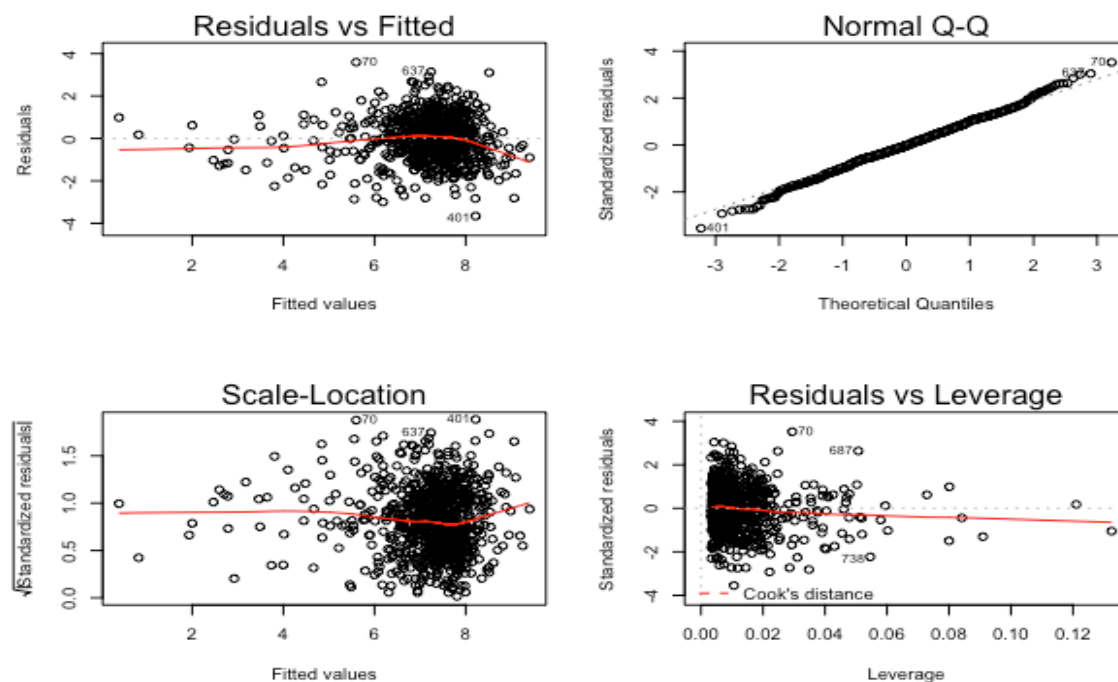 Residuals vs Fitted
Residuals
4
2
0
-2
-4
70
637
401
2 4 6 8
Fitted values
Normal Q-Q
Standardized residuals
2
0
-2
70
637
401
-3 -2 -1 0 1 2 3
Theoretical Quantiles
Scale-Location
√|Standardized residuals|
1.5
1.0
0.5
0.0
70
401
637
2 4 6 8
Fitted values
Residuals vs Leverage
Standardized residuals
4
2
0
-2
-4
70
687
738
Cook's distance
0.00 0.02 0.04 0.06 0.08 0.10 0.12
Leverage